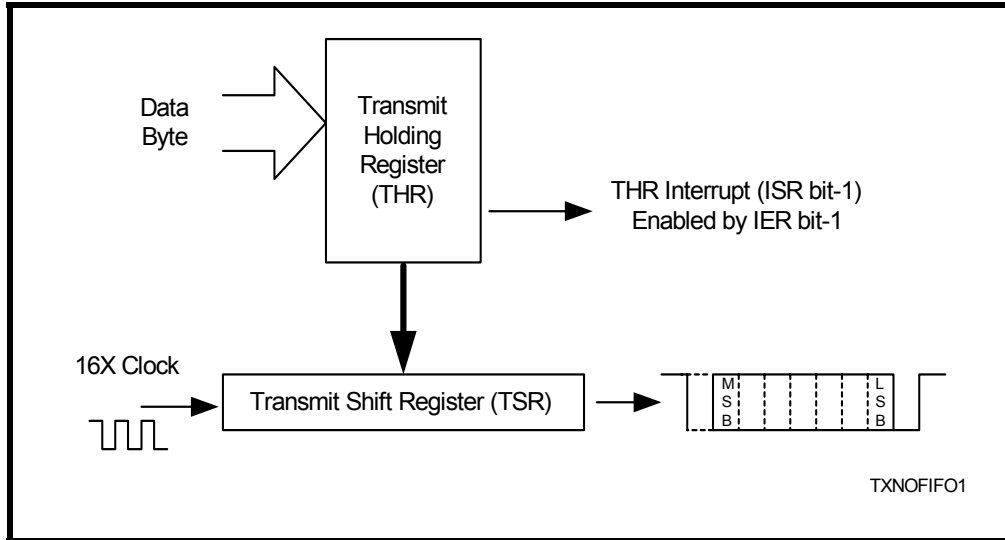 Data
Byte
Transmit
Holding
Register
(THR)
THR Interrupt (ISR bit-1)
Enabled by IER bit-1
16X Clock
Transmit Shift Register (TSR)
M
S
B
L
S
B
TXNOFIFO1